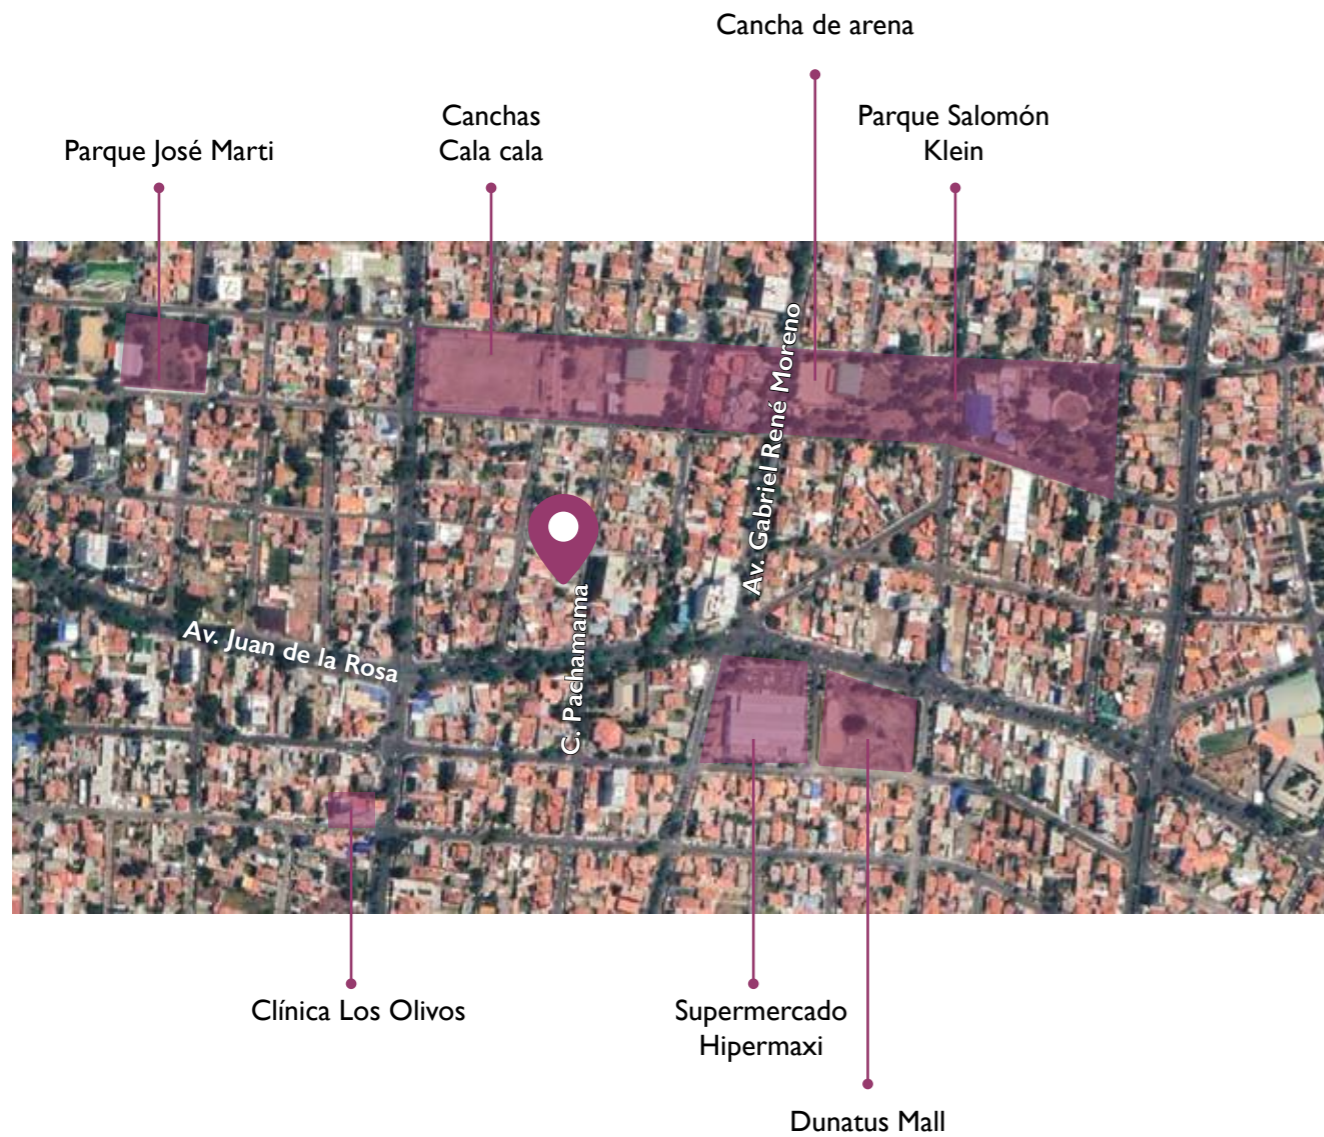 Cancha de arena
Canchas
Cala cala
Parque Salomón
Klein
Parque José Marti
Av. Gabriel René Moreno
Av. Juan de la Rosa
C. Pachamama
Clínica Los Olivos
Supermercado
Hipermaxi
Dunatus Mall